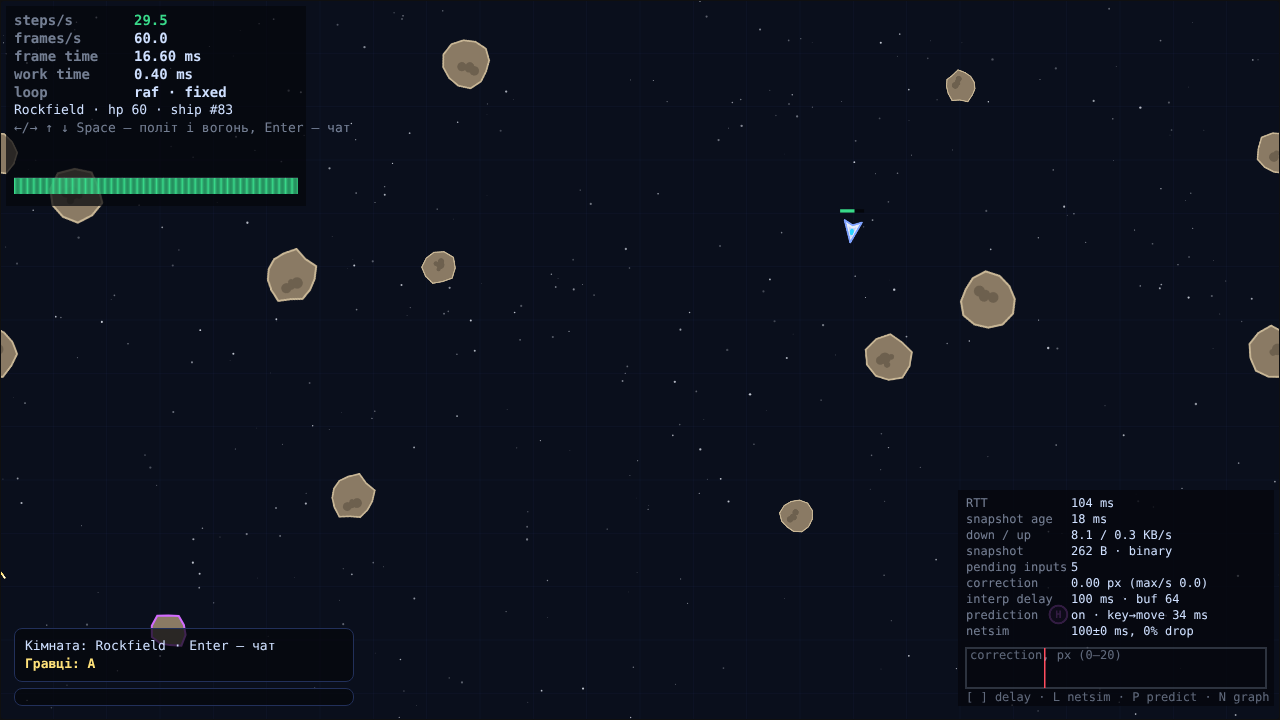 steps/s 29.5
frames/s 60.0
frame time 16.60 ms
work time 0.40 ms
loop raf · fixed
Rockfield · hp 60 · ship #83
←/→ ↑ ↓ Space — політ і вогонь, Enter — чат
Кімната: Rockfield · Enter — чат
Гравці: A
RTT 104 ms
snapshot age 18 ms
down / up 8.1 / 0.3 KB/s
snapshot 262 B · binary
pending inputs 5
correction 0.00 px (max/s 0.0)
interp delay 100 ms · buf 64
prediction H on · key→move 34 ms
netsim 100±0 ms, 0% drop
correction, px (0–20)
[ ] delay · L netsim · P predict · N graph